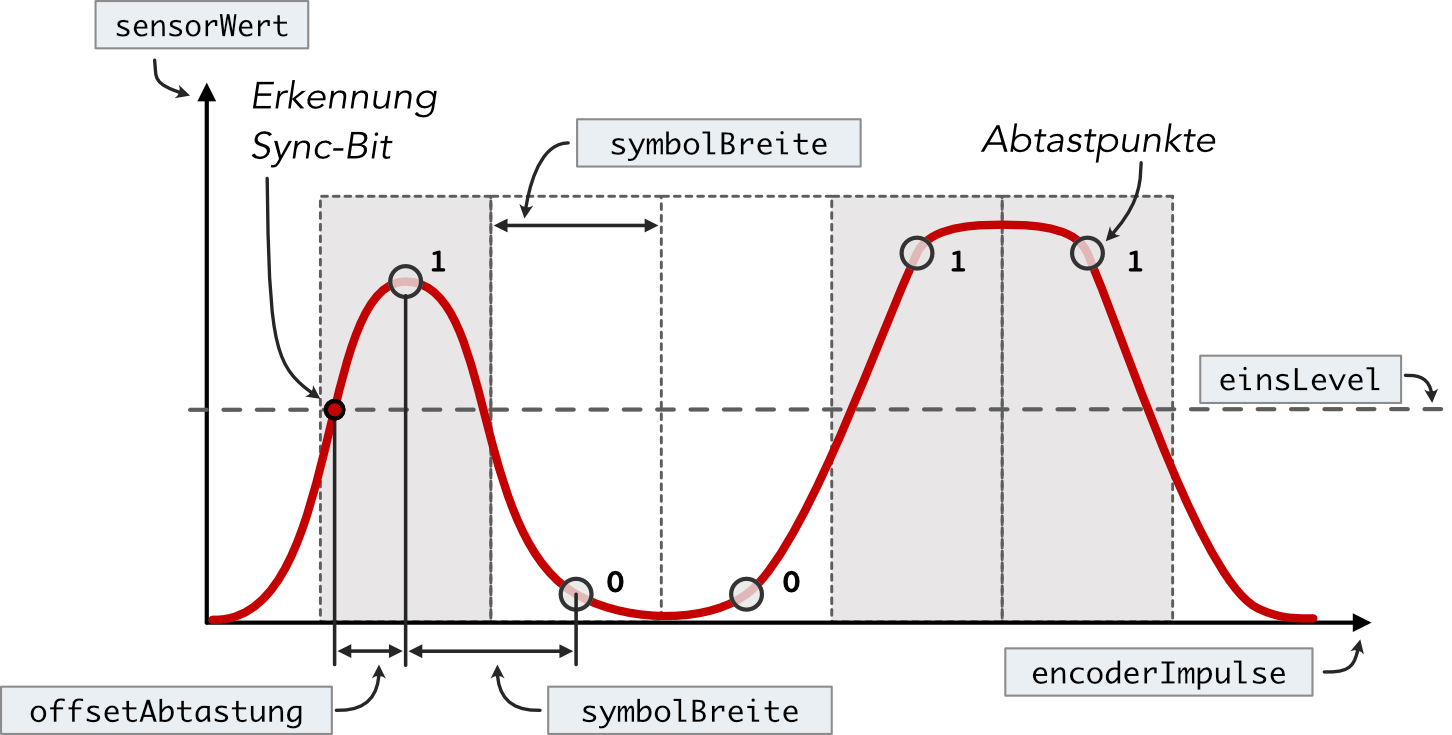 sensorWert
Erkennung
Sync-Bit
symbolBreite
Abtastpunkte
1
1
1
einsLevel
0
0
encoderImpulse
offsetAbtastung
symbolBreite